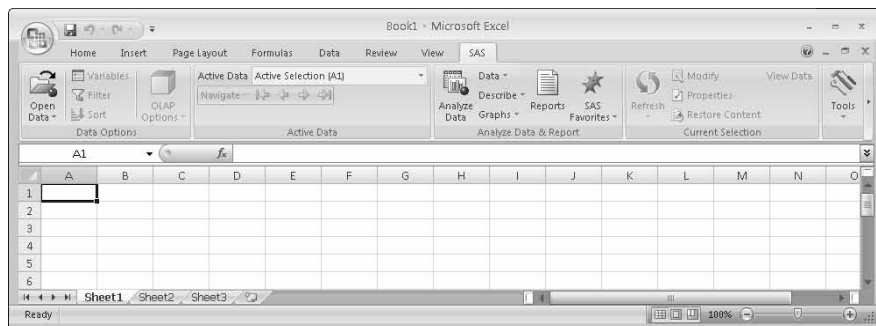 Book1 - Microsoft Excel
Home Insert Page Layout Formulas Data Review View SAS
Open Data
Variables
Filter
Sort
Data Options
OLAP Options
Active Data Active Selection (A1)
Navigate
Active Data
Analyze Data
Data
Describe
Graphs
Reports
SAS Favorites
Analyze Data & Report
Refresh
Modify
Properties
Restore Content
View Data
Current Selection
Tools
A1 fx
A B C D E F G H I J K L M N O
1
2
3
4
5
6
Sheet1 Sheet2 Sheet3
Ready 100%